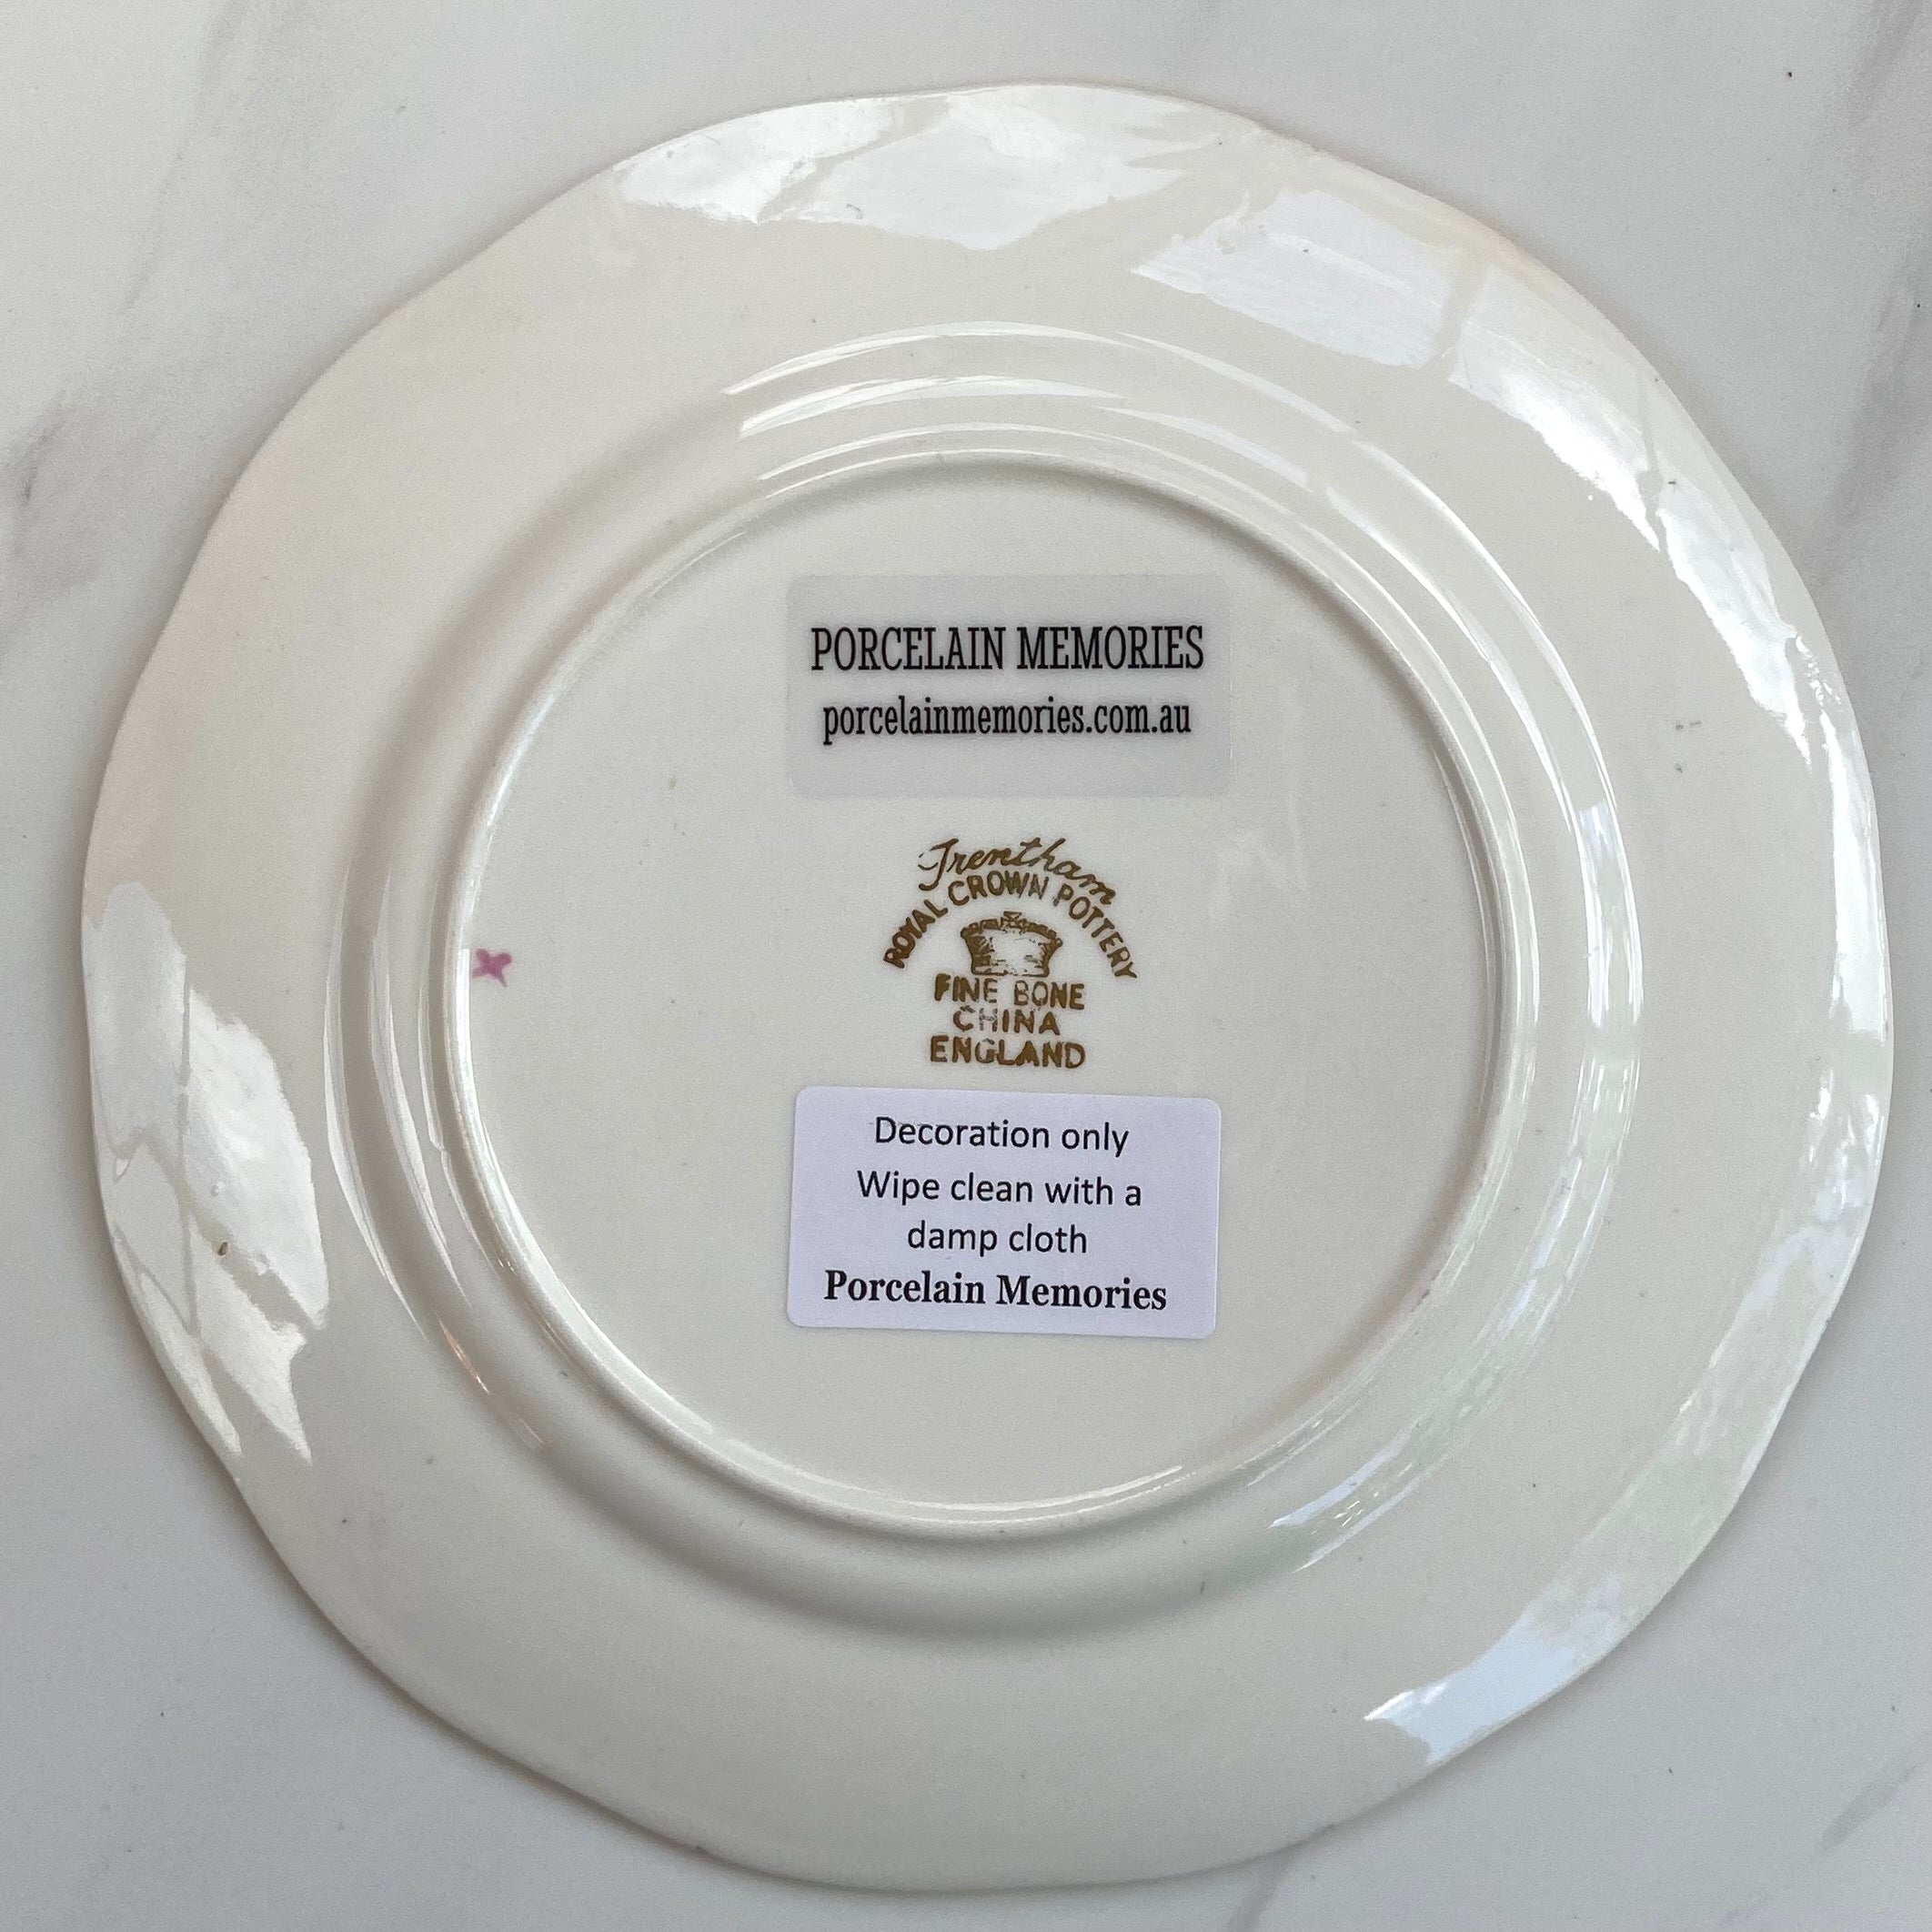 PORCELAIN MEMORIES
porcelainmemories.com.au
Trentham
ROYAL CROWN POTTERY
FINE BONE
CHINA
ENGLAND
Decoration only
Wipe clean with a
damp cloth
Porcelain Memories